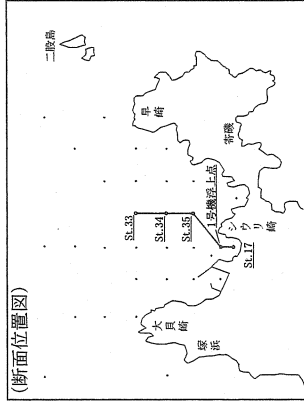 (断面位置図)
二股島
早崎
寄磯
St.33
St.34
St.35
1号機浮上点
シウリ崎
St.17
大貝崎
塚浜